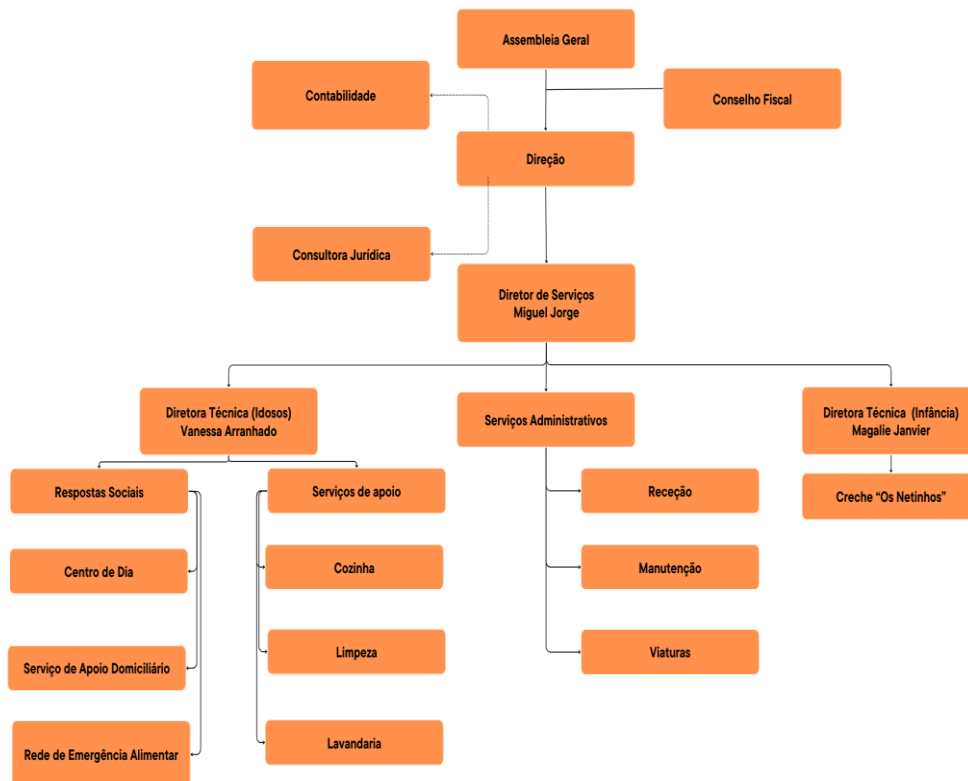 Assembleia Geral
Contabilidade
Conselho Fiscal
Direção
Consultora Jurídica
Diretor de Serviços
Miguel Jorge
Diretora Técnica (Idosos)
Vanessa Arranhado
Serviços Administrativos
Diretora Técnica (Infância)
Magalie Janvier
Respostas Sociais
Serviços de apoio
Receção
Creche “Os Netinhos”
Centro de Dia
Cozinha
Manutenção
Serviço de Apoio Domiciliário
Limpeza
Viaturas
Rede de Emergência Alimentar
Lavandaria